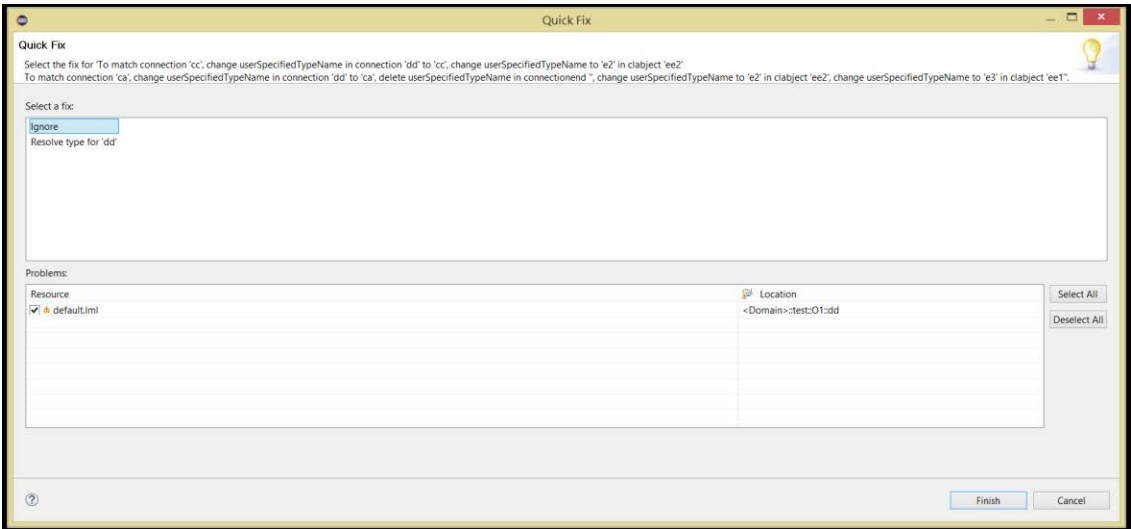 Quick Fix
Quick Fix
Select the fix for 'To match connection 'cc', change userSpecifiedTypeName in connection 'dd' to 'cc', change userSpecifiedTypeName to 'e2' in clabject 'ee2'
To match connection 'ca', change userSpecifiedTypeName in connection 'dd' to 'ca', delete userSpecifiedTypeName in connectionend '', change userSpecifiedTypeName to 'e2' in clabject 'ee2', change userSpecifiedTypeName to 'e3' in clabject 'ee1''.
Select a fix:
Ignore
Resolve type for 'dd'
Problems:
Resource Location
default.lml <Domain>::test::O1::dd
Select All
Deselect All
Finish Cancel